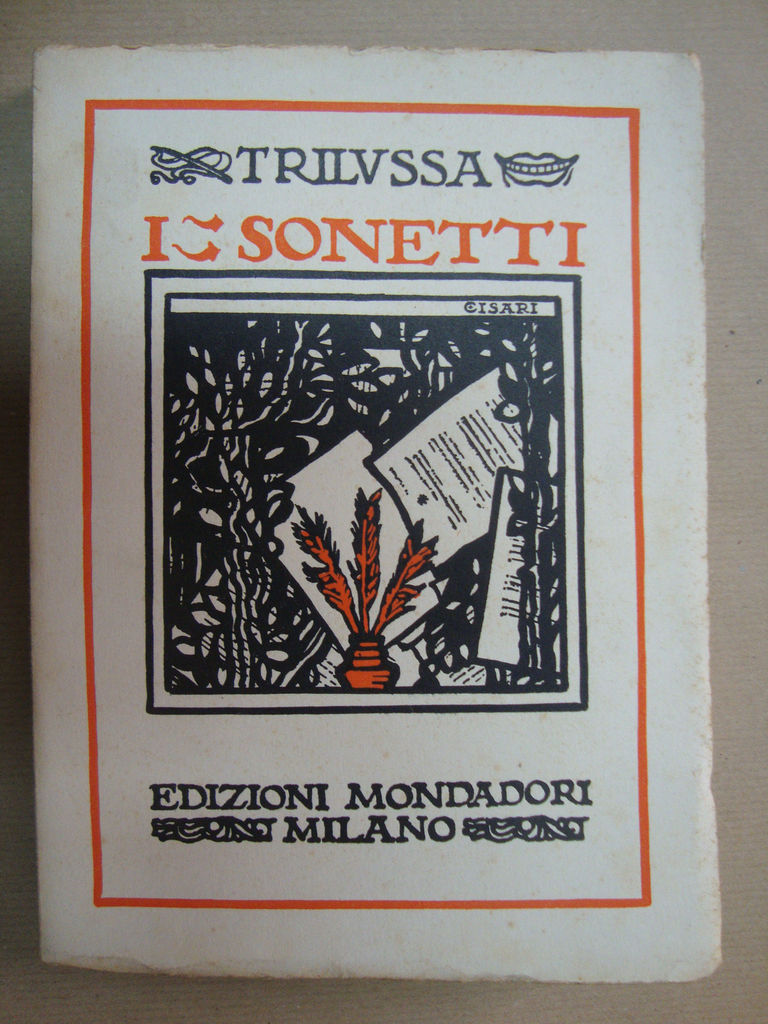 TRILVSSA
I SONETTI
CISARI
EDIZIONI MONDADORI
MILANO